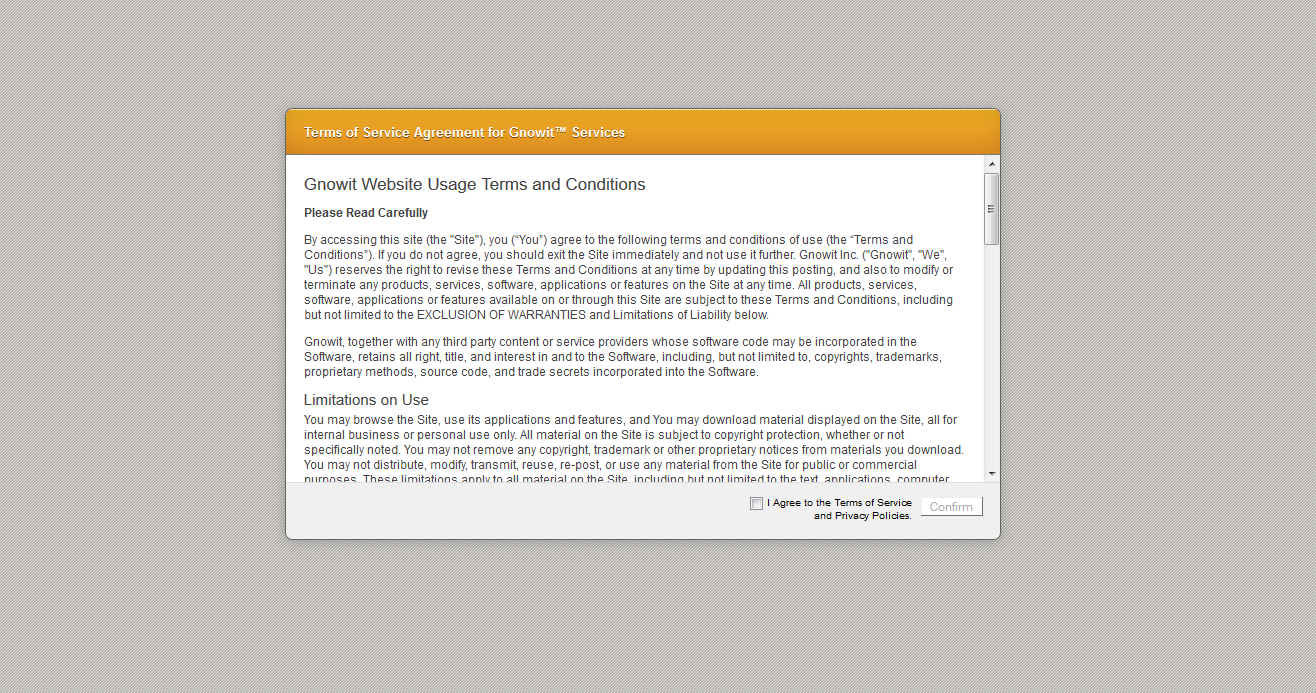 Terms of Service Agreement for Gnowit™ Services
Gnowit Website Usage Terms and Conditions
Please Read Carefully
By accessing this site (the "Site"), you (“You”) agree to the following terms and conditions of use (the “Terms and
Conditions”). If you do not agree, you should exit the Site immediately and not use it further. Gnowit Inc. ("Gnowit", "We",
"Us") reserves the right to revise these Terms and Conditions at any time by updating this posting, and also to modify or
terminate any products, services, software, applications or features on the Site at any time. All products, services,
software, applications or features available on or through this Site are subject to these Terms and Conditions, including
but not limited to the EXCLUSION OF WARRANTIES and Limitations of Liability below.
Gnowit, together with any third party content or service providers whose software code may be incorporated in the
Software, retains all right, title, and interest in and to the Software, including, but not limited to, copyrights, trademarks,
proprietary methods, source code, and trade secrets incorporated into the Software.
Limitations on Use
You may browse the Site, use its applications and features, and You may download material displayed on the Site, all for
internal business or personal use only. All material on the Site is subject to copyright protection, whether or not
specifically noted. You may not remove any copyright, trademark or other proprietary notices from materials you download.
You may not distribute, modify, transmit, reuse, re-post, or use any material from the Site for public or commercial
purposes. These limitations apply to all material on the Site, including but not limited to the text, applications, computer
I Agree to the Terms of Service
and Privacy Policies.
Confirm